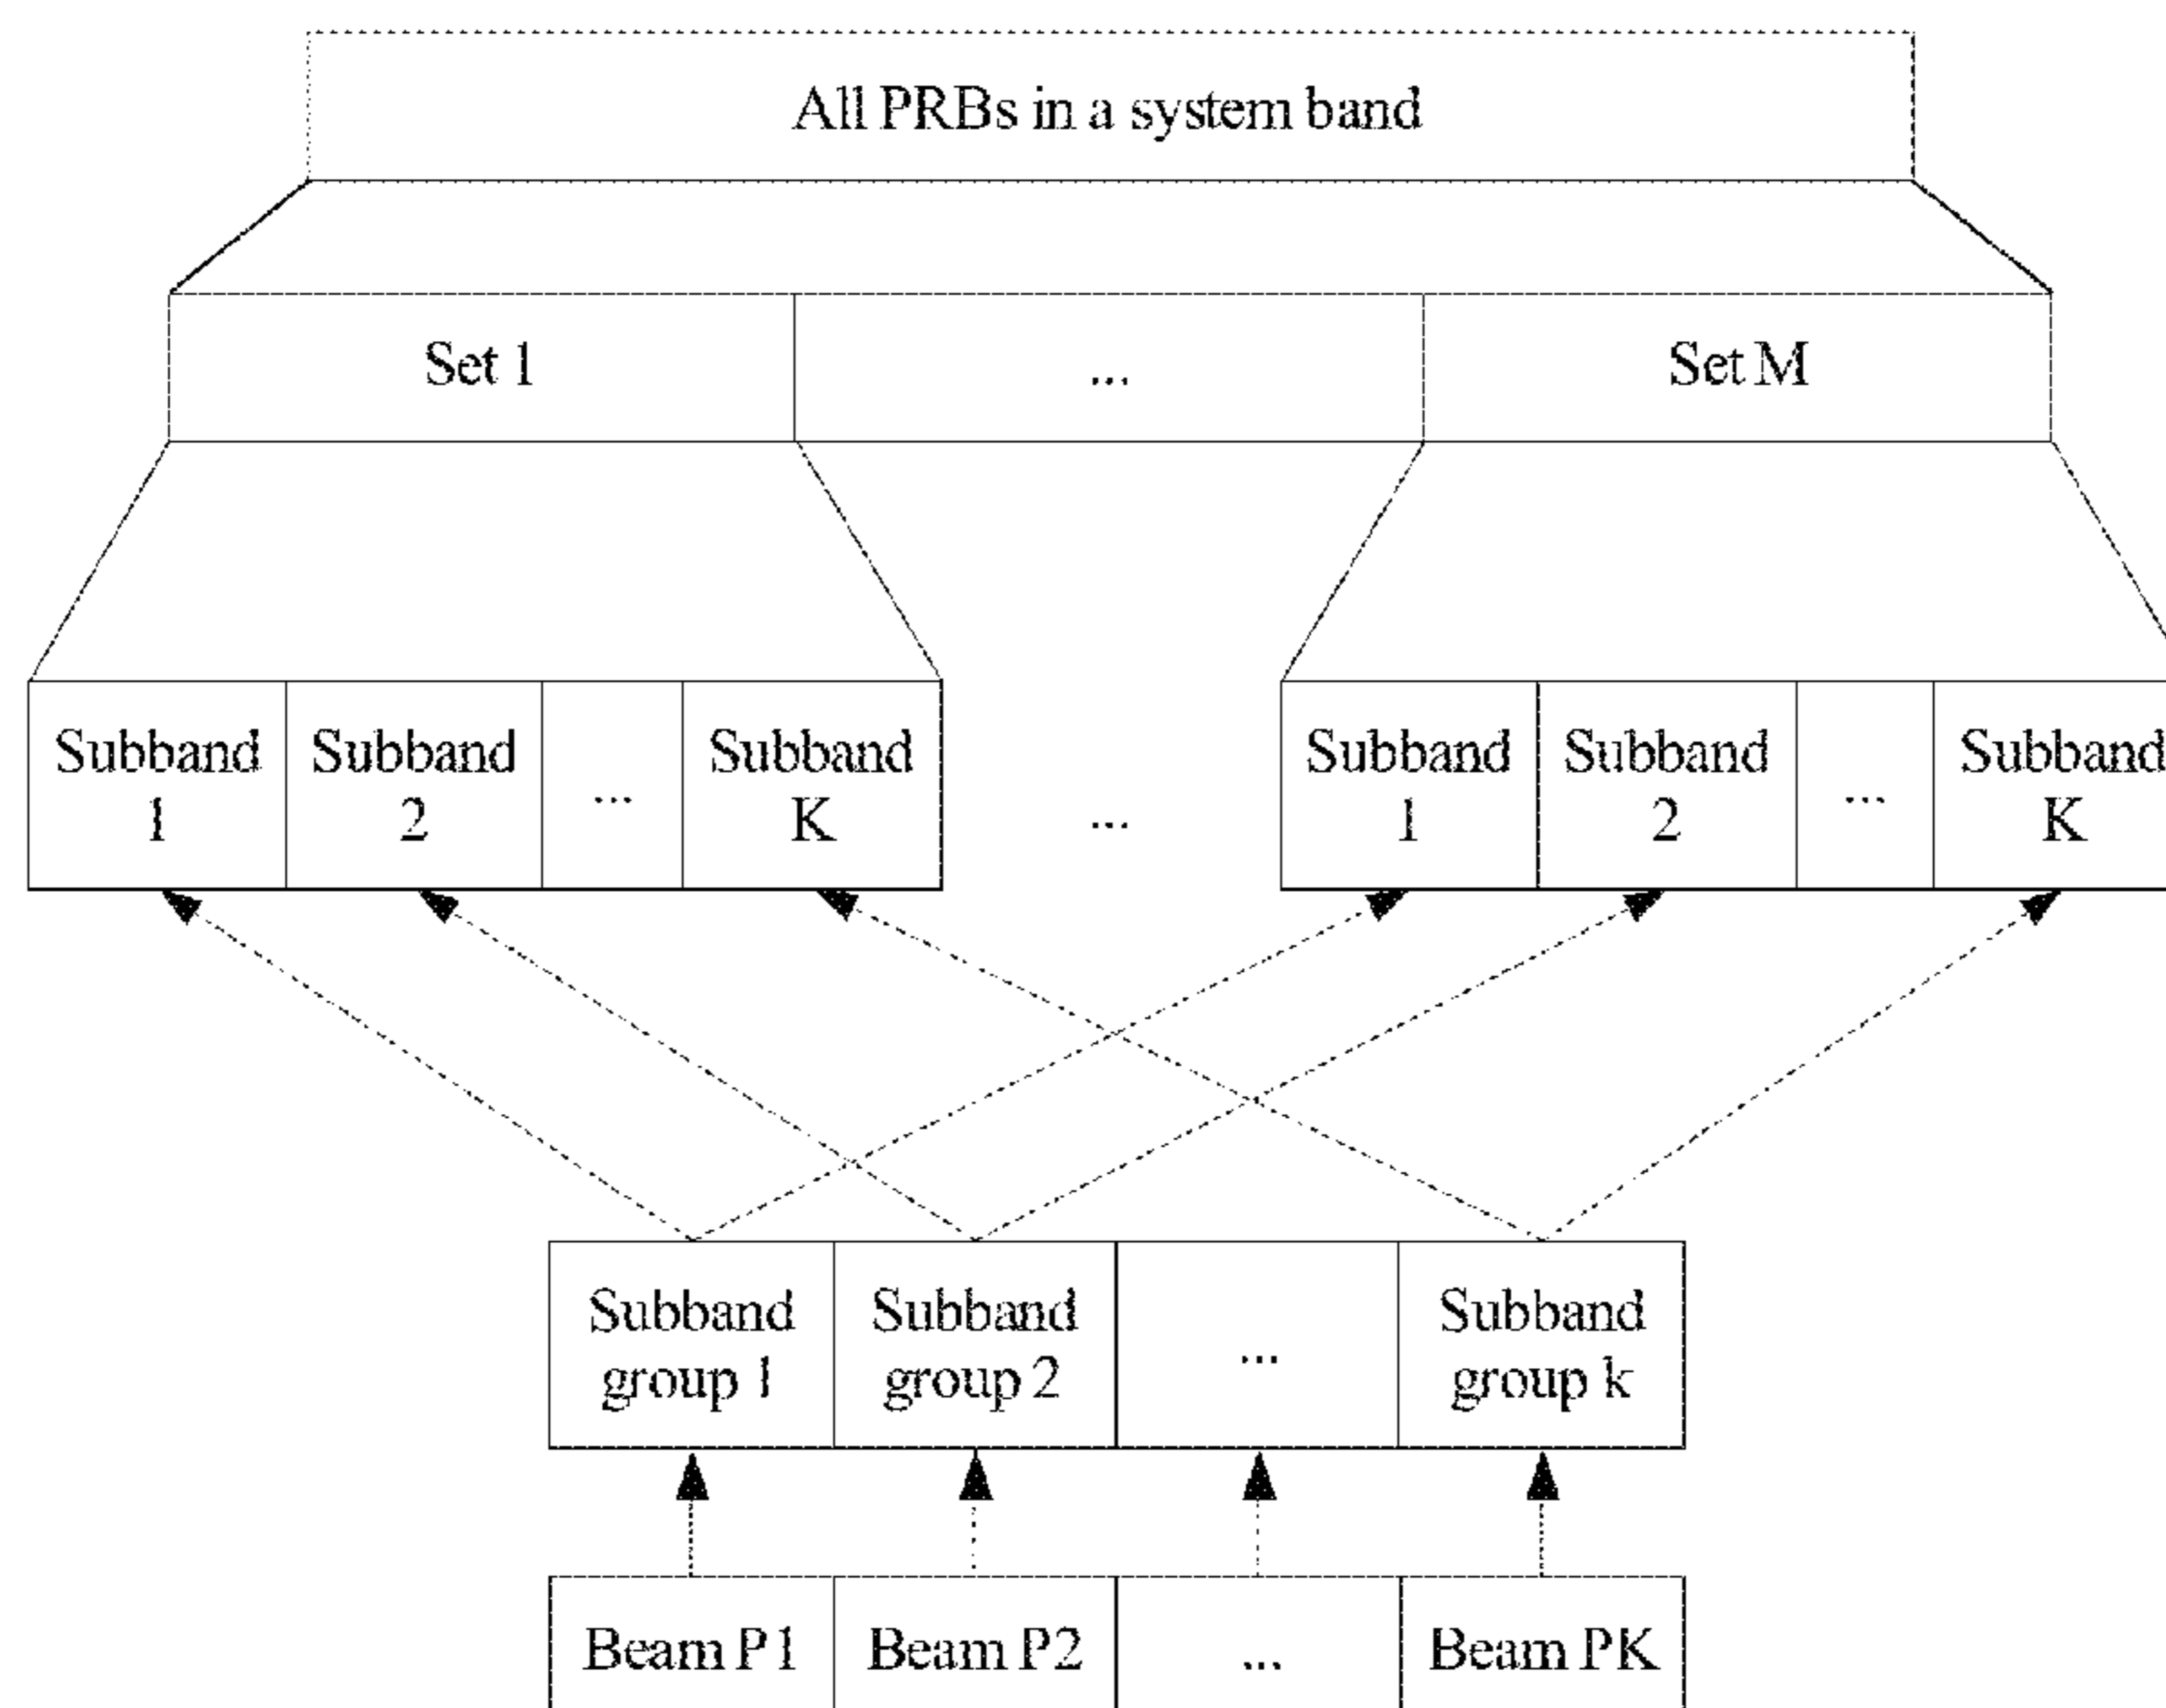 All PRBs in a system band
Set 1
...
Set M
Subband 1
Subband 2
...
Subband K
...
Subband 1
Subband 2
...
Subband K
Subband group 1
Subband group 2
...
Subband group k
Beam P1
Beam P2
...
Beam PK